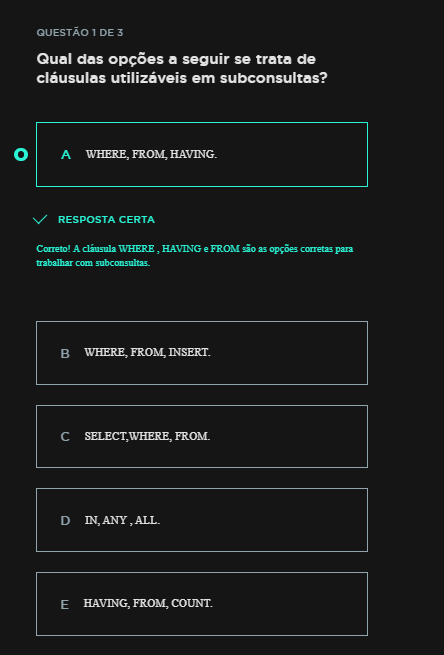 QUESTÃO 1 DE 3
Qual das opções a seguir se trata de
cláusulas utilizáveis em subconsultas?
A WHERE, FROM, HAVING.
RESPOSTA CERTA
Correto! A cláusula WHERE , HAVING e FROM são as opções corretas para
trabalhar com subconsultas.
B WHERE, FROM, INSERT.
C SELECT,WHERE, FROM.
D IN, ANY , ALL.
E HAVING, FROM, COUNT.